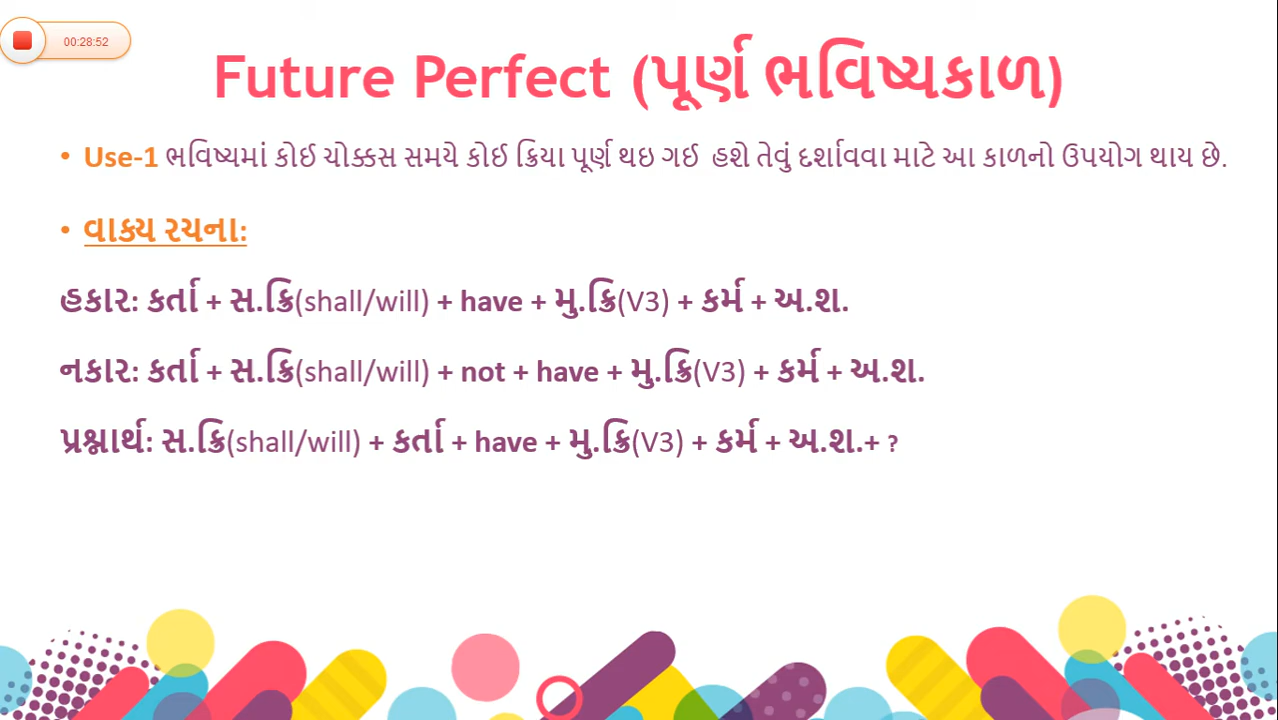 00:28:52
Future Perfect (પૂર્ણ ભવિષ્યકાળ)
• Use-1 ભવિષ્યમાં કોઈ ચોક્કસ સમયે કોઈ ક્રિયા પૂર્ણ થઇ ગઈ હશે તેવું દર્શાવવા માટે આ કાળનો ઉપયોગ થાય છે.
• વાક્ય રચના:
હકાર: કર્તા + સ.ક્રિ(shall/will) + have + મુ.ક્રિ(V3) + કર્મ + અ.શ.
નકાર: કર્તા + સ.ક્રિ(shall/will) + not + have + મુ.ક્રિ(V3) + કર્મ + અ.શ.
પ્રશ્નાર્થ: સ.ક્રિ(shall/will) + કર્તા + have + મુ.ક્રિ(V3) + કર્મ + અ.શ.+ ?